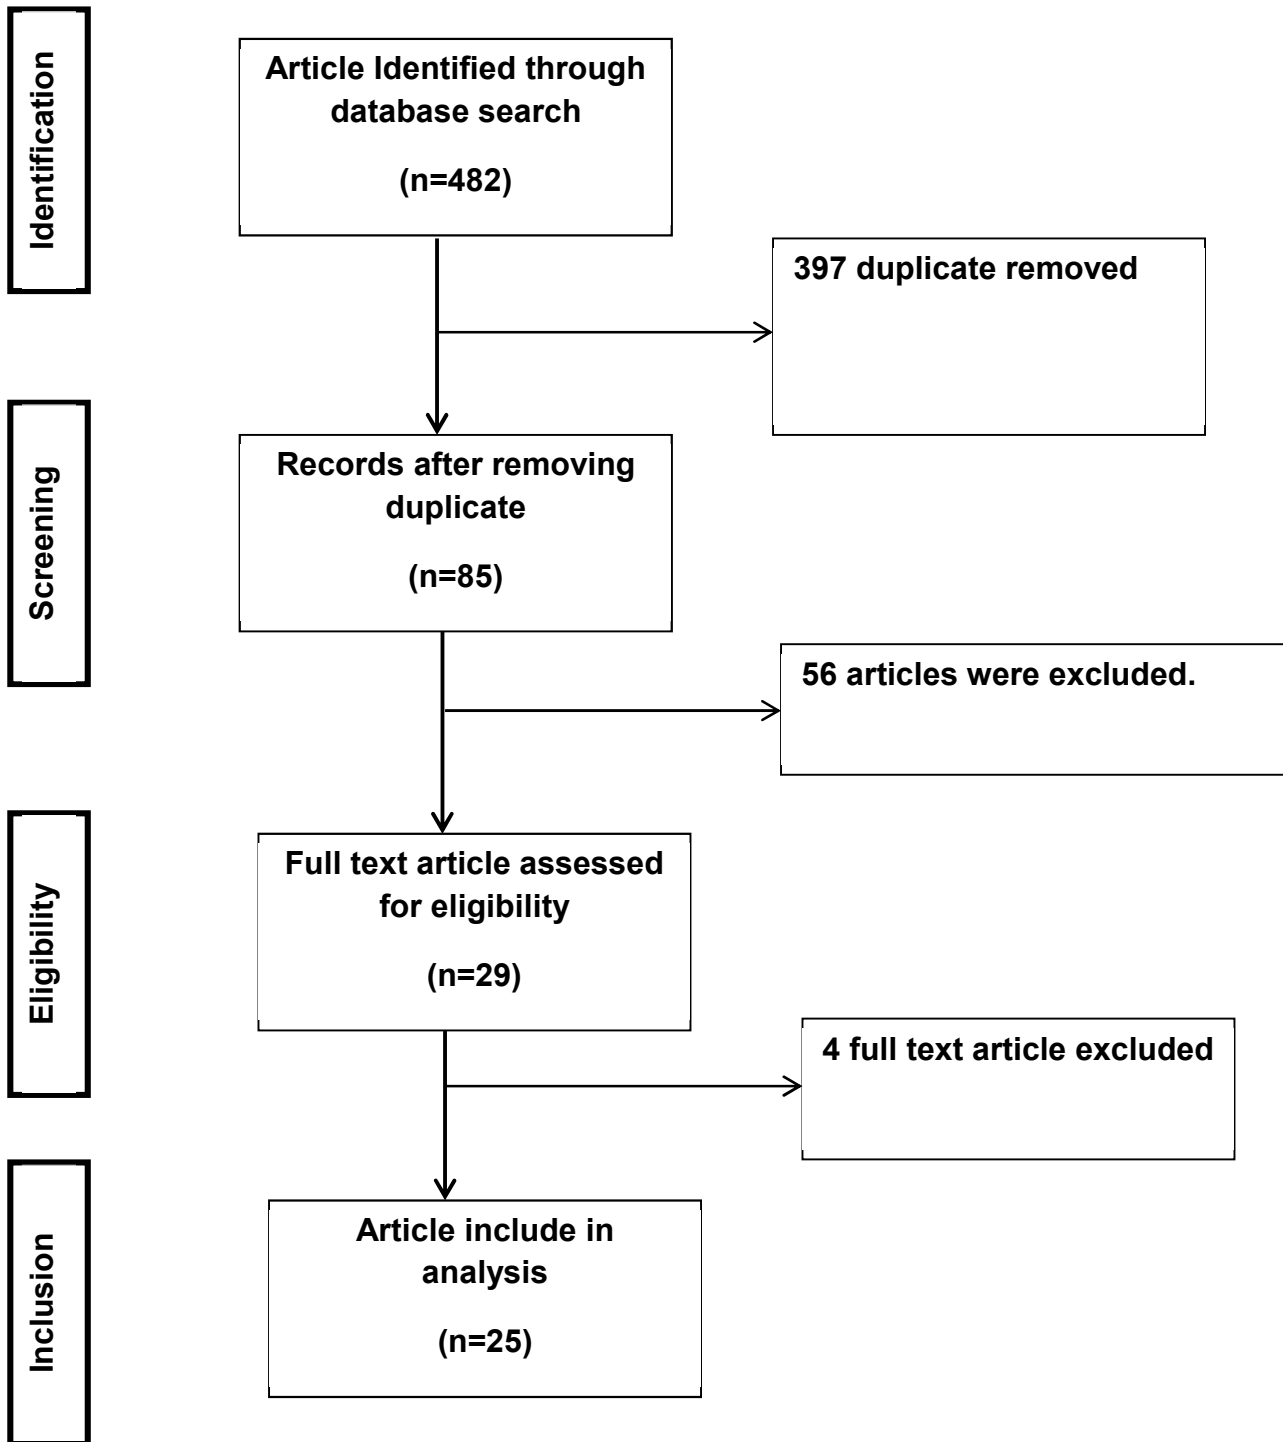 Identification
Article Identified through
database search
(n=482)
397 duplicate removed
Screening
Records after removing
duplicate
(n=85)
56 articles were excluded.
Eligibility
Full text article assessed
for eligibility
(n=29)
4 full text article excluded
Inclusion
Article include in
analysis
(n=25)